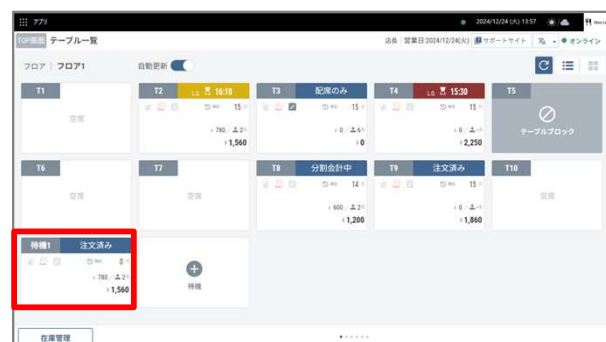 アプリ 2024/12/24 (火) 13:57
TOP画面 テーブル一覧 店長 営業日:2024/12/24(火) サポートサイト オンライン
フロア フロア1 自動更新
T1 T2 L.O. 16:10 T3 配席のみ T4 L.O. 15:30 T5
空席 15 15 15 テーブルブロック
780/ 2 0/ 6 0/
1,560 0 2,250
T6 T7 T8 分割会計中 T9 注文済み T10
空席 空席 14 15 空席
600/ 2 0/
1,200 1,860
待機1 注文済み
0
780/ 2 待機
1,560
在庫管理